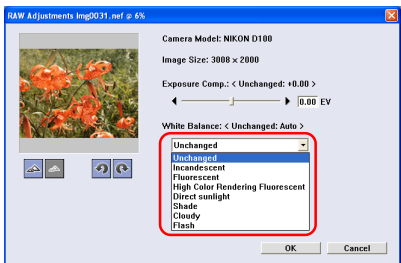 RAW Adjustments Img0031.nef @ 6%
Camera Model: NIKON D100
Image Size: 3008 x 2000
Exposure Comp.: < Unchanged: +0.00 >
0.00 EV
White Balance: < Unchanged: Auto >
Unchanged
Unchanged
Incandescent
Fluorescent
High Color Rendering Fluorescent
Direct sunlight
Shade
Cloudy
Flash
OK Cancel